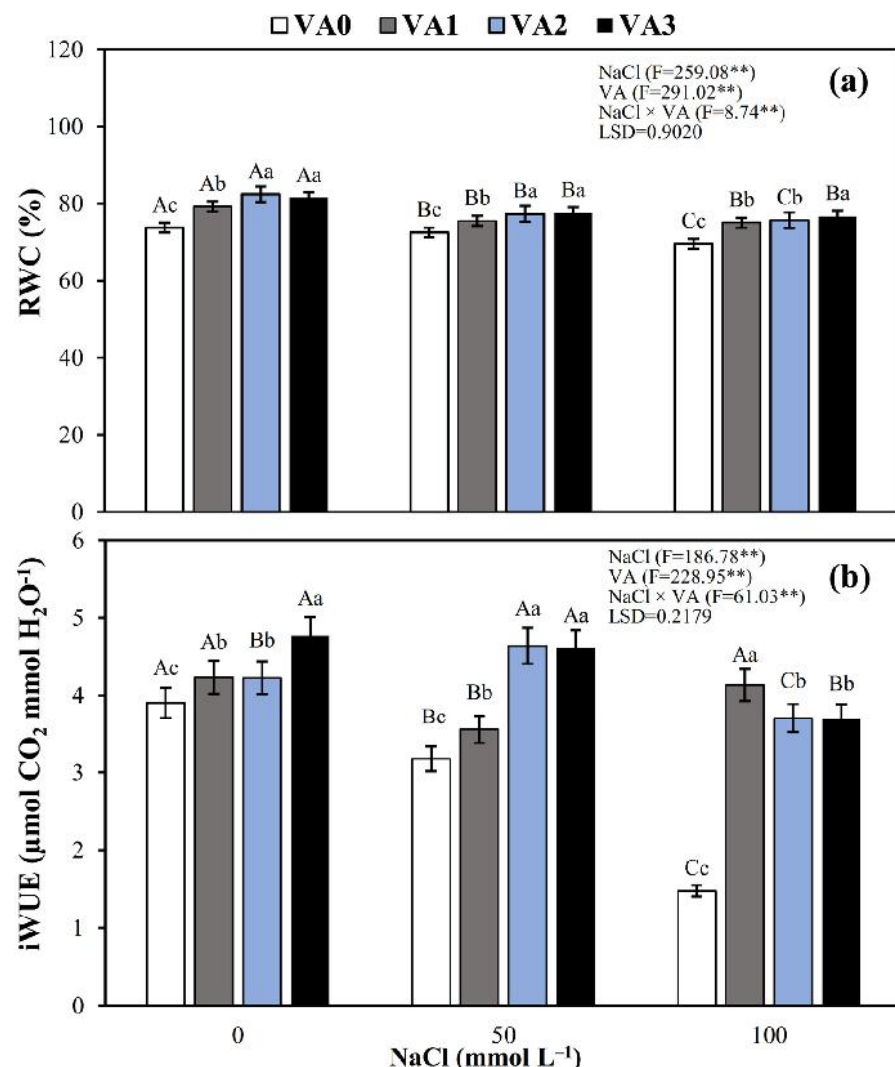 VA0 VA1 VA2 VA3
120
100
80
60
40
20
0
RWC (%)
NaCl (F=259.08**)
VA (F=291.02**)
NaCl × VA (F=8.74**)
LSD=0.9020
(a)
Ac Ab Aa Aa
Bc Bb Ba Ba
Cc Bb Cb Ba
6
5
4
3
2
1
0
iWUE (µmol CO₂ mmol H₂O⁻¹)
NaCl (F=186.78**)
VA (F=228.95**)
NaCl × VA (F=61.03**)
LSD=0.2179
(b)
Ac Ab Bb Aa
Bc Bb Aa Aa
Cc Aa Cb Bb
0 50 100
NaCl (mmol L⁻¹)